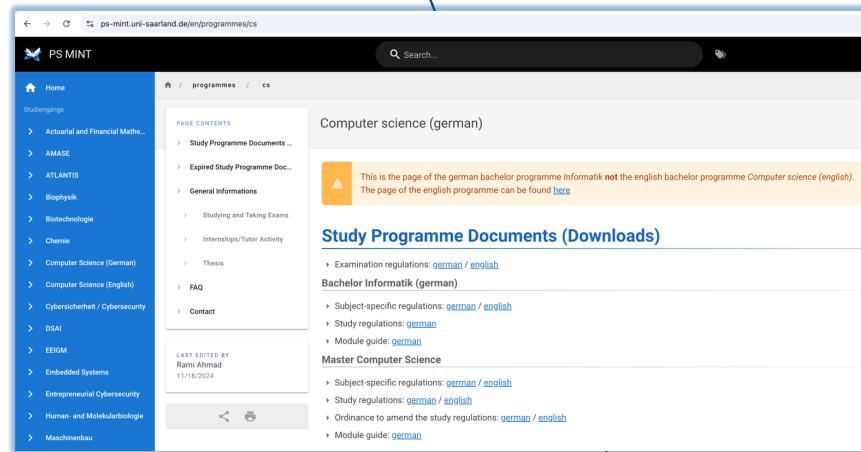 ps-mint.uni-saarland.de/en/programmes/cs
PS MINT
Search...
Home
Studiengänge
Actuarial and Financial Mathe...
AMASE
ATLANTIS
Biophysik
Biotechnologie
Chemie
Computer Science (German)
Computer Science (English)
Cybersicherheit / Cybersecurity
DSAI
EEIGM
Embedded Systems
Entrepreneurial Cybersecurity
Human- and Molekularbiologie
Maschinenbau
/ programmes / cs
PAGE CONTENTS
Study Programme Documents ...
Expired Study Programme Doc...
General Informations
Studying and Taking Exams
Internships/Tutor Activity
Thesis
FAQ
Contact
LAST EDITED BY
Rami Ahmad
11/18/2024
Computer science (german)
This is the page of the german bachelor programme Informatik not the english bachelor programme Computer science (english).
The page of the english programme can be found here
Study Programme Documents (Downloads)
Examination regulations: german / english
Bachelor Informatik (german)
Subject-specific regulations: german / english
Study regulations: german
Module guide: german
Master Computer Science
Subject-specific regulations: german / english
Study regulations: german / english
Ordinance to amend the study regulations: german / english
Module guide: german